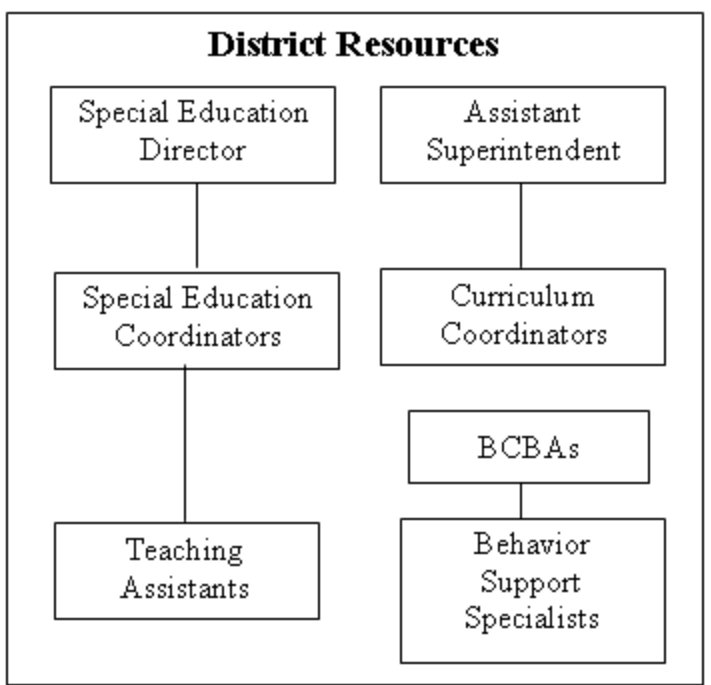 District Resources
Special Education
Director
Assistant
Superintendent
Special Education
Coordinators
Curriculum
Coordinators
BCBAs
Teaching
Assistants
Behavior
Support
Specialists